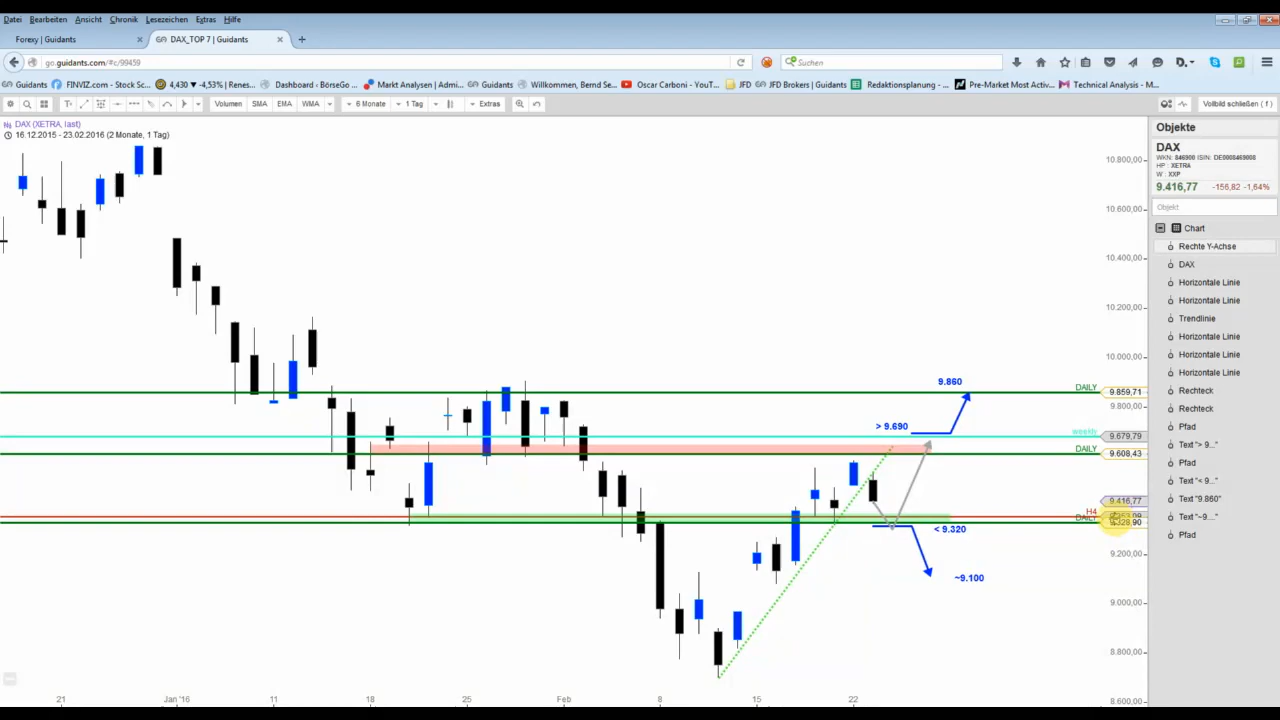 Datei Bearbeiten Ansicht Chronik Lesezeichen Extras Hilfe
Forexy | Guidants × DAX_TOP 7 | Guidants × +
go.guidants.com/#c/99459 Suchen
Guidants FINVIZ.com - Stock Sc... 4,430 ▼ -4,53% | Renes... Dashboard ‹ BörseGo ... Markt Analysen | Admi... Guidants Willkommen, Bernd Se... Oscar Carboni - YouT... JFD JFD Brokers | Guidants Redaktionsplanung - ... Pre-Market Most Activ... Technical Analysis - M...
Volumen SMA EMA WMA 6 Monate 1 Tag Extras Vollbild schließen ( f )
DAX (XETRA, last)
16.12.2015 - 23.02.2016 (2 Monate, 1 Tag)
10.800,00
10.600,00
10.400,00
10.200,00
10.000,00
9.860
DAILY 9.859,71
9.800,00
> 9.690
weekly 9.679,79
DAILY 9.608,43
9.416,77
H4
DAILY
< 9.320
9.200,00
~9.100
9.000,00
8.800,00
8.600,00
21 Jan '16 11 18 25 Feb 8 15 22
Objekte
DAX
WKN: 846900 ISIN: DE0008469008
HP : XETRA
W : XXP
9.416,77 -156,82 -1,64%
Objekt
Chart
Rechte Y-Achse
DAX
Horizontale Linie
Horizontale Linie
Trendlinie
Horizontale Linie
Horizontale Linie
Horizontale Linie
Rechteck
Rechteck
Pfad
Text "> 9..."
Pfad
Text "< 9..."
Text "9.860"
Text "~9...."
Pfad